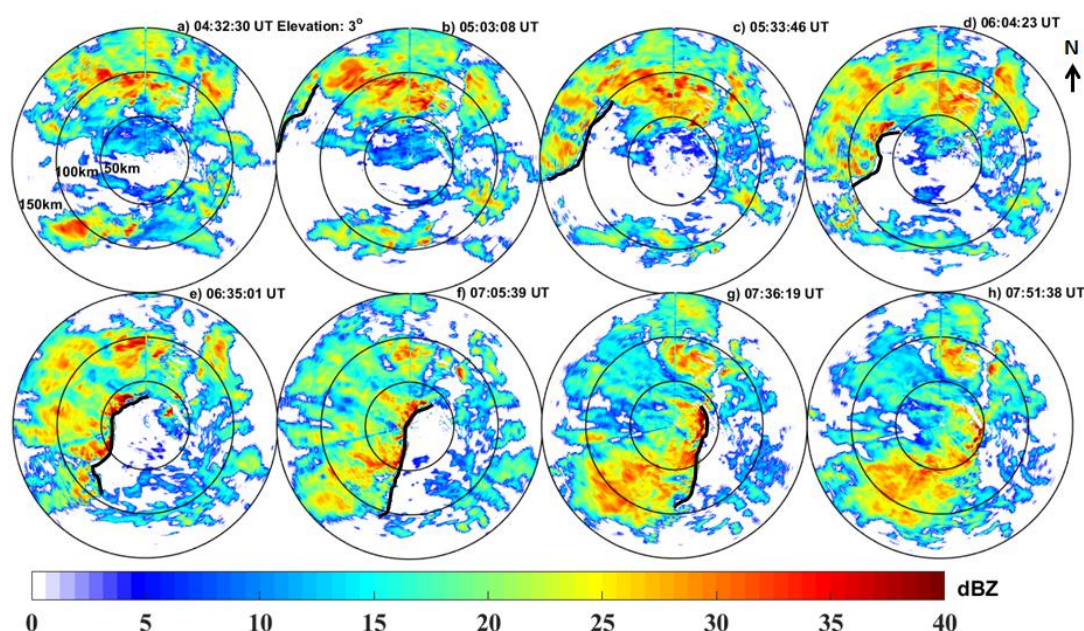 a) 04:32:30 UT Elevation: 3°
b) 05:03:08 UT
c) 05:33:46 UT
d) 06:04:23 UT
N
50km
100km
150km
e) 06:35:01 UT
f) 07:05:39 UT
g) 07:36:19 UT
h) 07:51:38 UT
dBZ
0 5 10 15 20 25 30 35 40